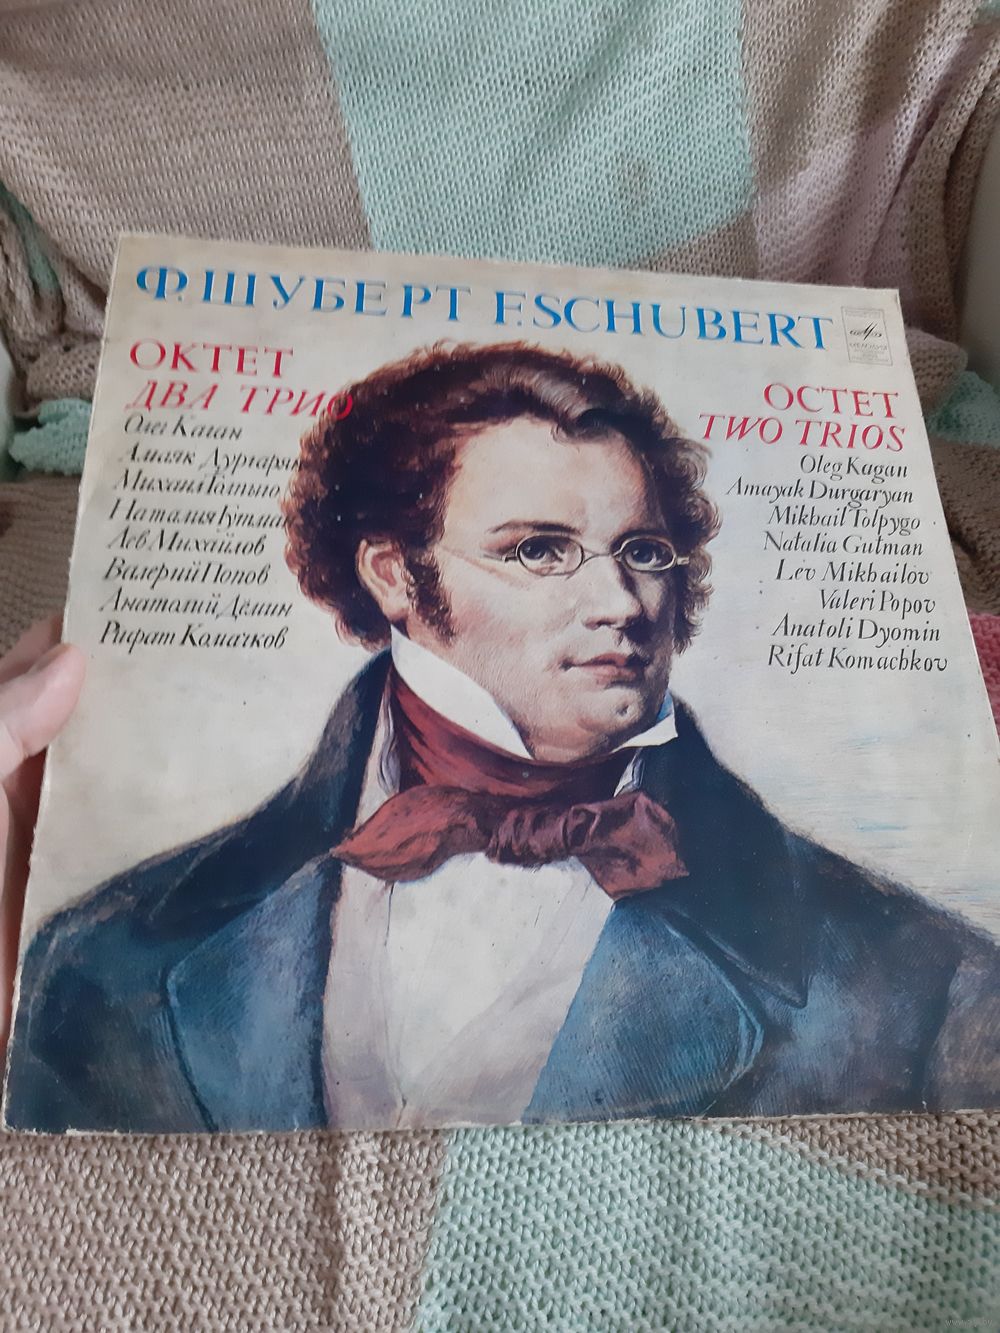 Ф. ШУБЕРТ F. SCHUBERT
ОКТЕТ
ДВА ТРИО
Олег Каган
Амаяк Дургарян
Михаил Толпыго
Наталия Гутман
Лев Михайлов
Валерий Попов
Анатолий Дёмин
Рифат Комачков
OCTET
TWO TRIOS
Oleg Kagan
Amayak Durgaryan
Mikhail Tolpygo
Natalia Gutman
Lev Mikhailov
Valeri Popov
Anatoli Dyomin
Rifat Komachkov